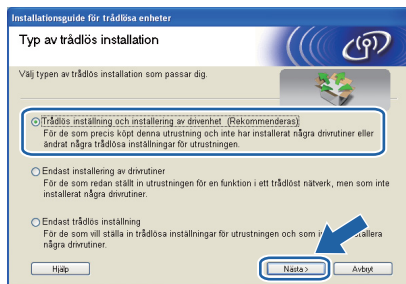 Installationsguide för trådlösa enheter
Typ av trådlös installation
Välj typen av trådlös installation som passar dig.
Trådlös inställning och installering av drivenhet (Rekommenderas)
För de som precis köpt denna utrustning och inte har installerat några drivrutiner eller
ändrat några trådlösa inställningar för utrustningen.
Endast installering av drivrutiner
För de som redan ställt in utrustningen för en funktion i ett trådlöst nätverk, men som inte
installerat några drivrutiner.
Endast trådlös inställning
För de som vill ställa in trådlösa inställningar för utrustningen och som
några drivrutiner.
Hjälp
Nästa >
Avbryt